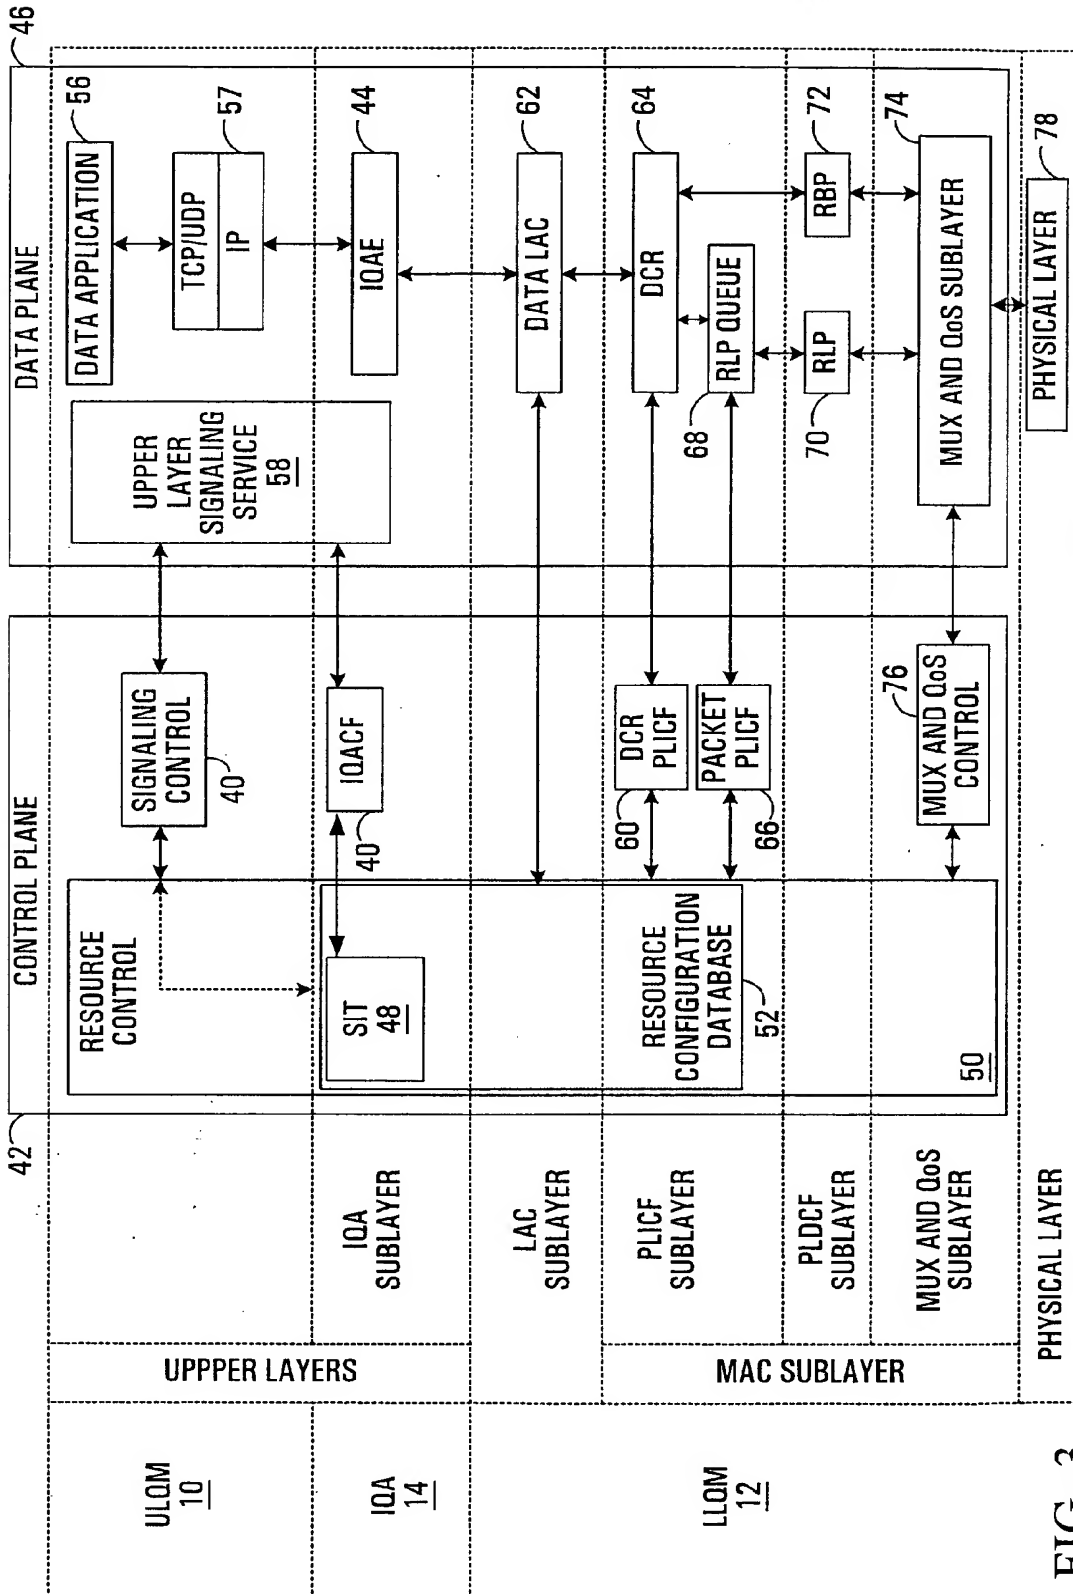 ULQM
10
IQA
14
LLQM
12
UPPPER LAYERS
MAC SUBLAYER
IQA
SUBLAYER
LAC
SUBLAYER
PLICF
SUBLAYER
PLDCF
SUBLAYER
MUX AND QoS
SUBLAYER
PHYSICAL LAYER
42
CONTROL PLANE
RESOURCE
CONTROL
SIT
48
RESOURCE
CONFIGURATION
DATABASE
52
50
SIGNALING
CONTROL
40
IQACF
40
DCR
PLICF
60
PACKET
PLICF
66
MUX AND QoS
CONTROL
76
46
DATA PLANE
UPPER
LAYER
SIGNALING
SERVICE
58
DATA APPLICATION
56
TCP/UDP
IP
57
IQAE
44
DATA LAC
62
DCR
64
RLP QUEUE
68
RLP
70
RBP
72
MUX AND QoS SUBLAYER
74
PHYSICAL LAYER
78
FIG. 3